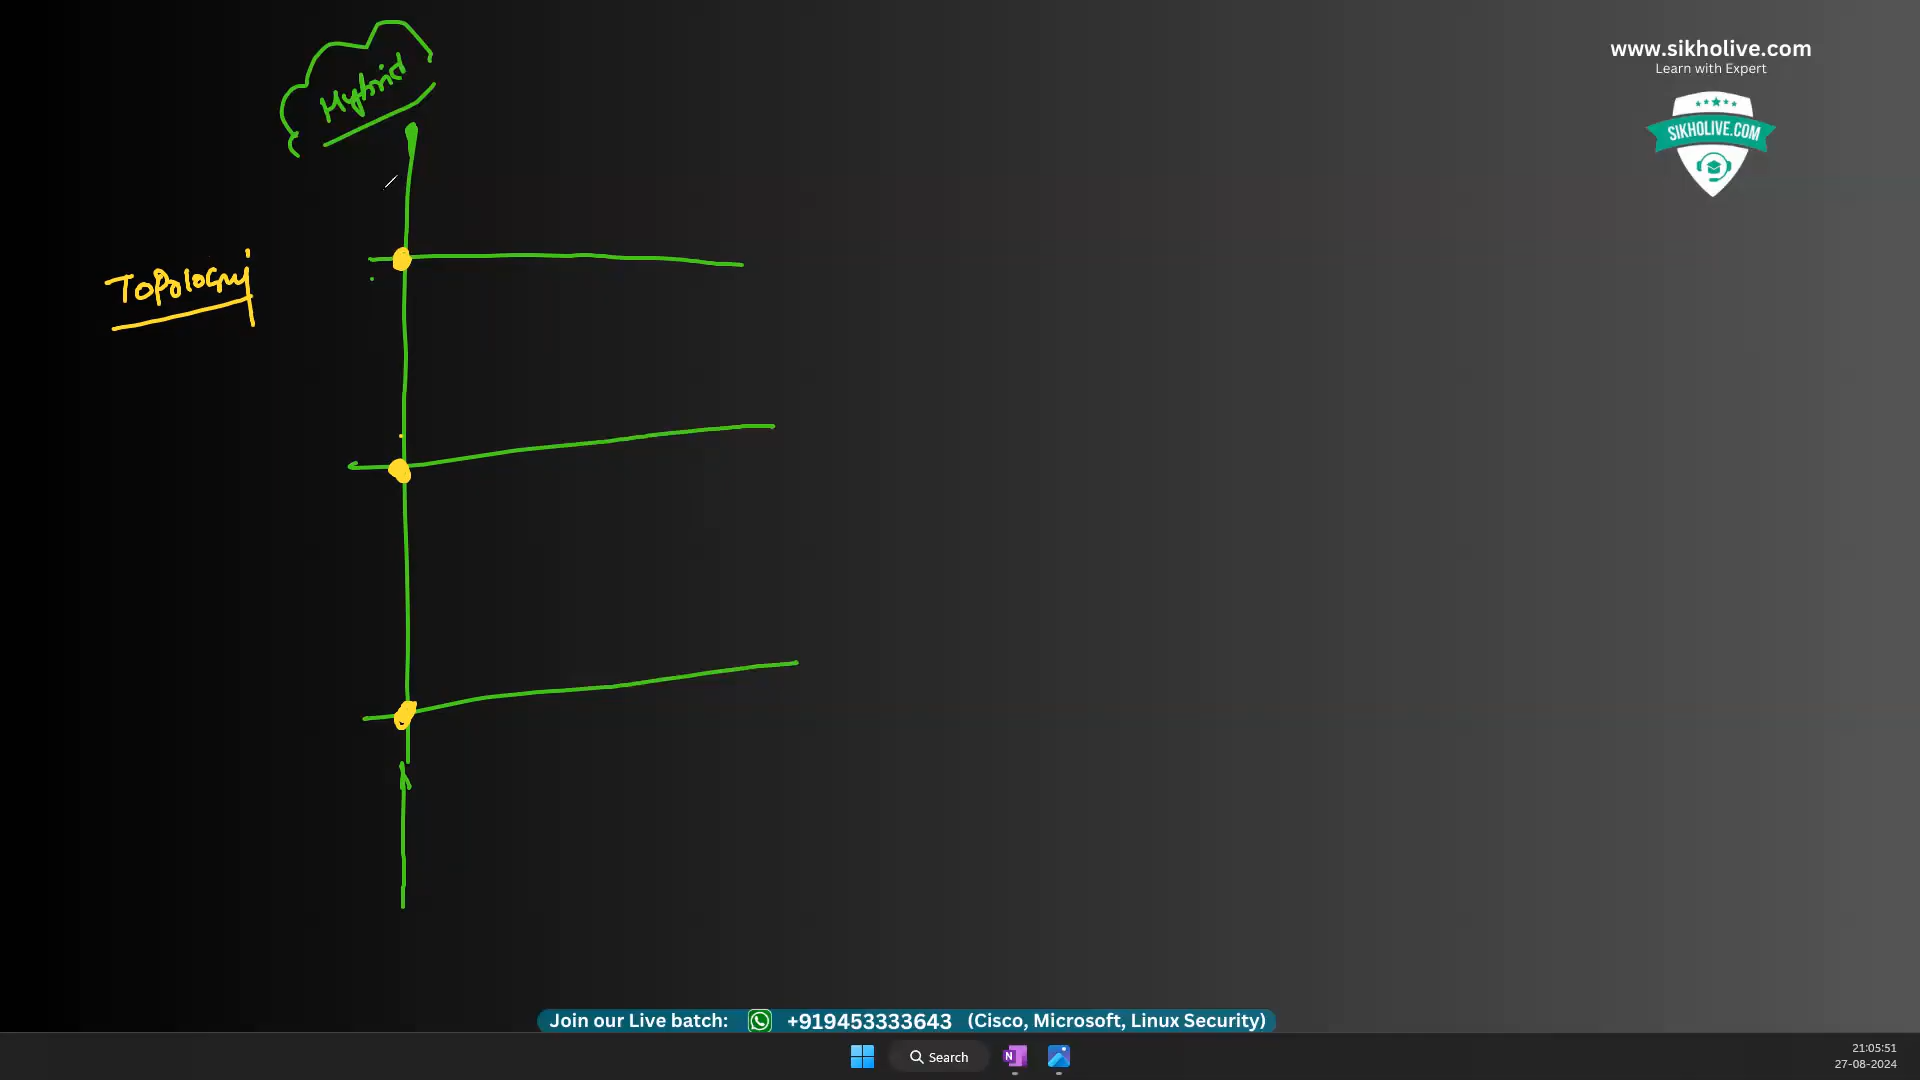 Hybrid
Topology
www.sikholive.com
Learn with Expert
SIKHOLIVE.COM
Join our Live batch: +919453333643 (Cisco, Microsoft, Linux Security)
Search
N
21:05:51
27-08-2024